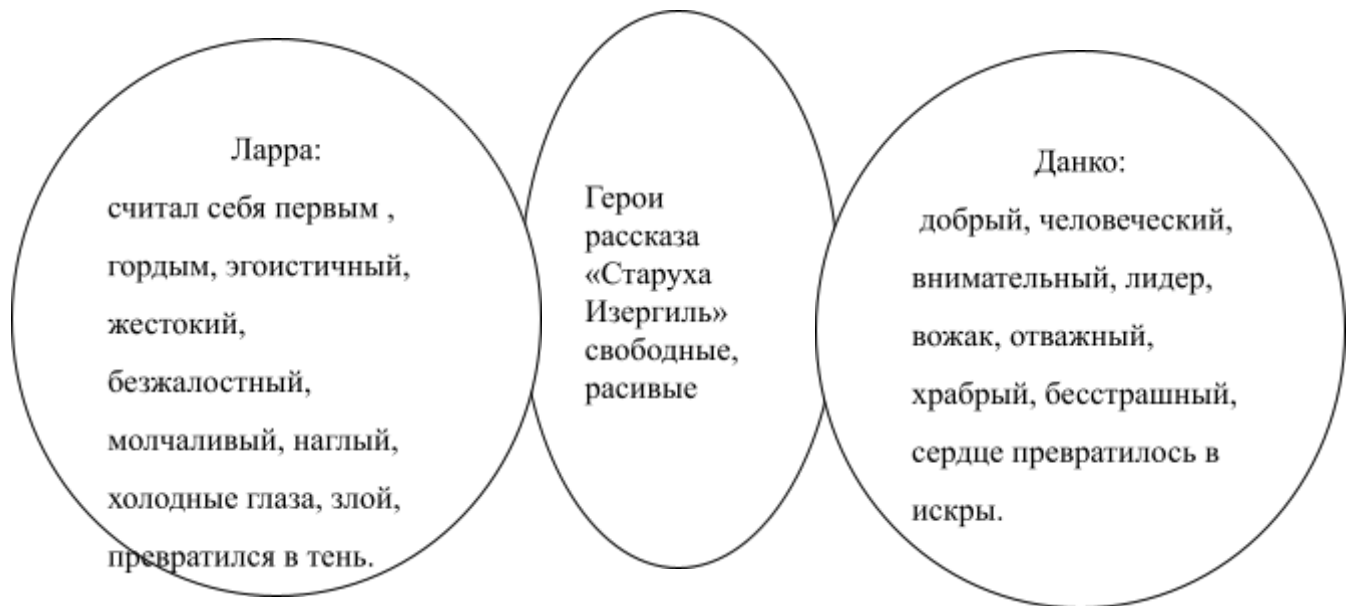 Ларра:
считал себя первым ,
гордым, эгоистичный,
жестокий,
безжалостный,
молчаливый, наглый,
холодные глаза, злой,
превратился в тень.
Герои
рассказа
«Старуха
Изергиль»
свободные,
расивые
Данко:
добрый, человеческий,
внимательный, лидер,
вожак, отважный,
храбрый, бесстрашный,
сердце превратилось в
искры.